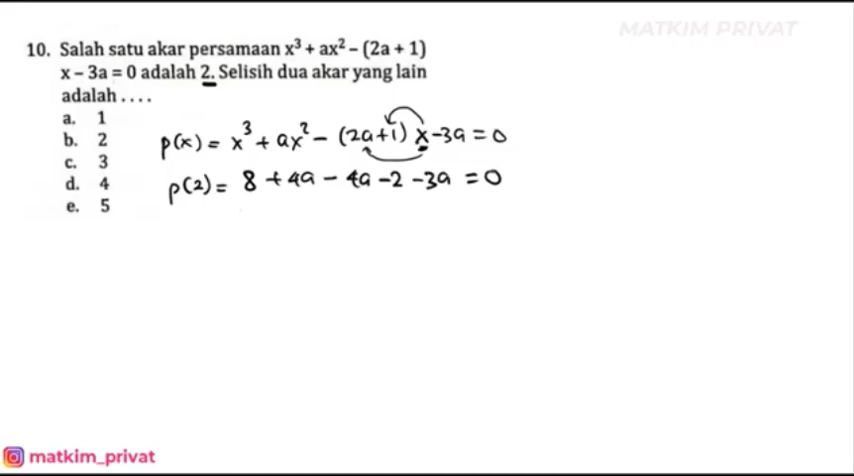 MATKIM PRIVAT
10. Salah satu akar persamaan x³ + ax² – (2a + 1)
x – 3a = 0 adalah 2. Selisih dua akar yang lain
adalah . . . .
a. 1
b. 2
c. 3
d. 4
e. 5
p(x) = x³ + ax² – (2a+1) x – 3a = 0
p(2) = 8 + 4a – 4a – 2 – 3a = 0
matkim_privat